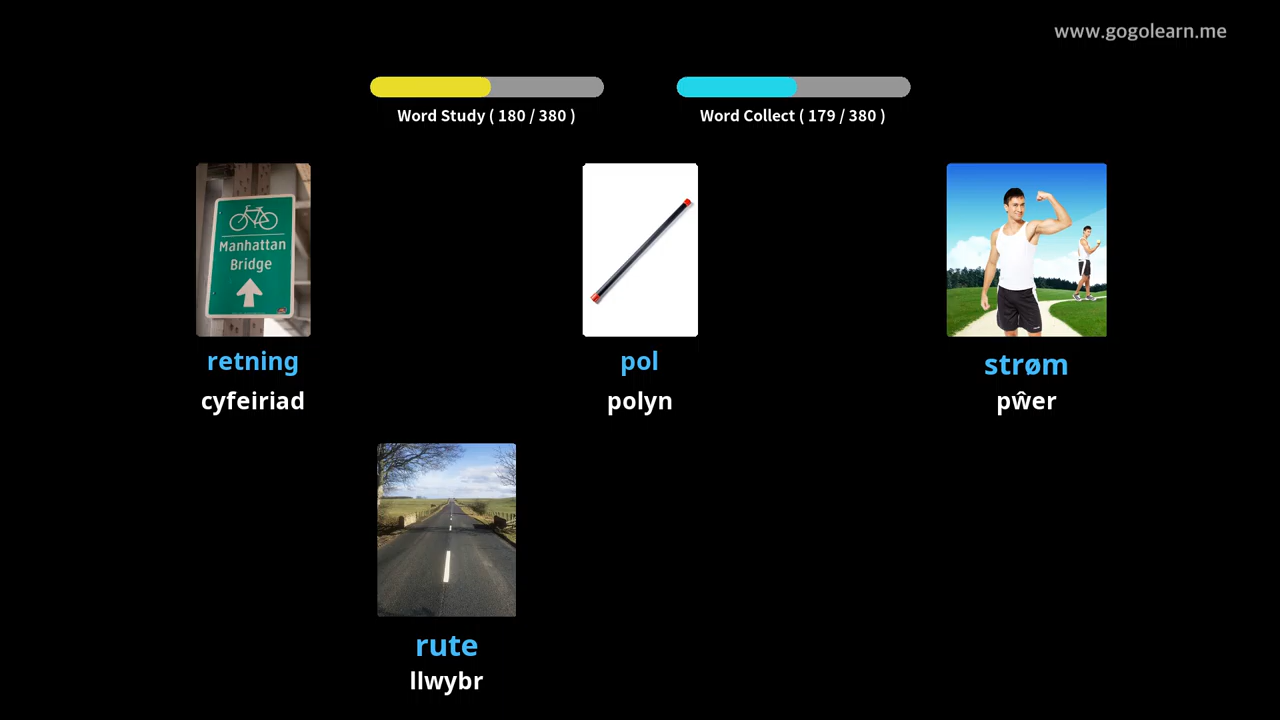 www.gogolearn.me
Word Study ( 180 / 380 )
Word Collect ( 179 / 380 )
Manhattan
Bridge
retning
cyfeiriad
pol
polyn
strøm
pŵer
rute
llwybr